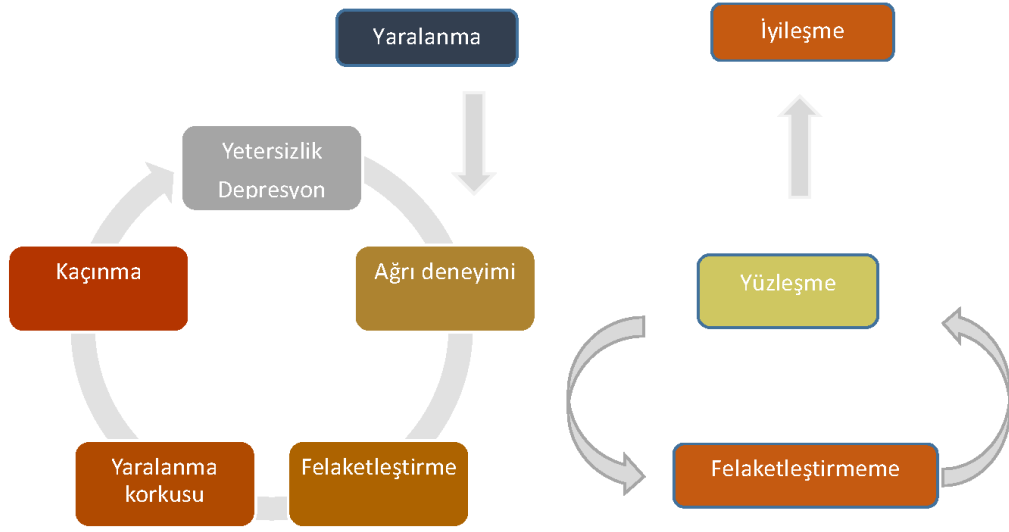 Yaralanma
İyileşme
Yetersizlik
Depresyon
Kaçınma
Ağrı deneyimi
Yüzleşme
Yaralanma
korkusu
Felaketleştirme
Felaketleştirmeme